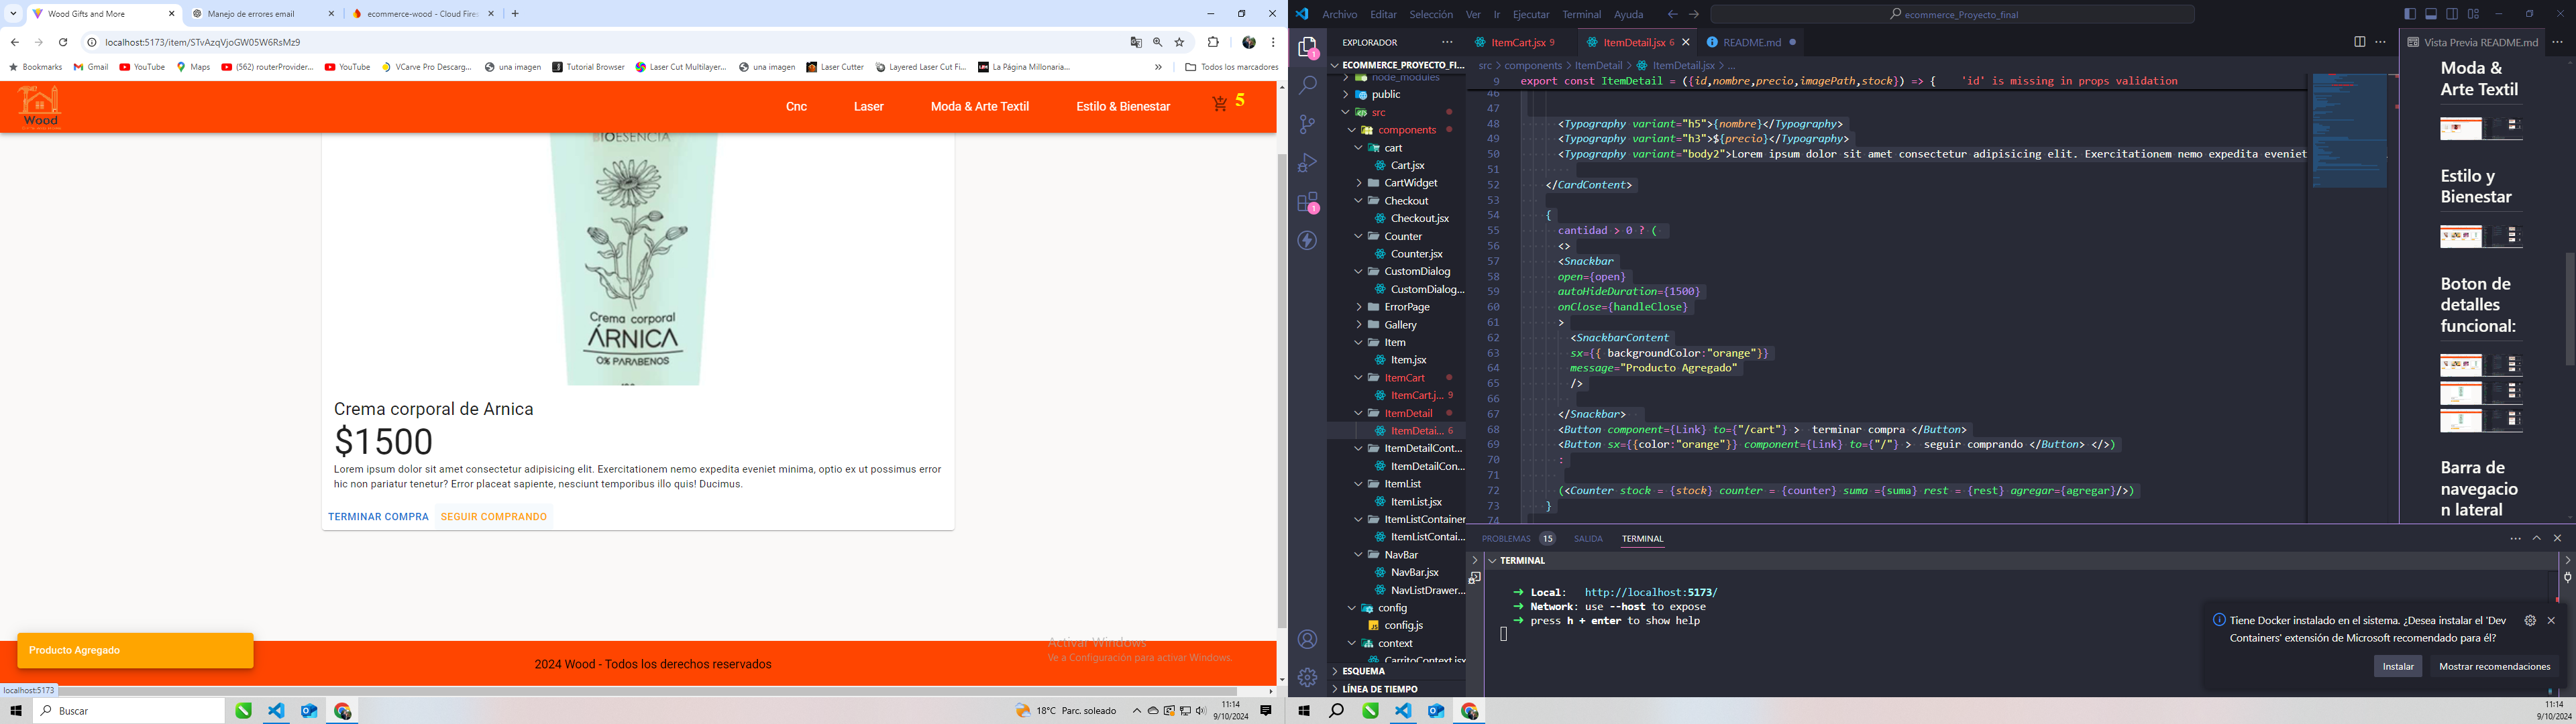 Wood Gifts and More
Manejo de errores email
ecommerce-wood - Cloud Fires
localhost:5173/item/STvAzqVjoGW05W6RsMz9
Bookmarks
Gmail
YouTube
Maps
(562) routerProvider...
YouTube
VCarve Pro Descarg...
una imagen
Tutorial Browser
Laser Cut Multilayer...
una imagen
Laser Cutter
Layered Laser Cut Fi...
La Página Millonaria...
»
Todos los marcadores
Wood
Cnc
Laser
Moda & Arte Textil
Estilo & Bienestar
5
BIOESENCIA
Crema corporal
ÁRNICA
0% PARABENOS
Crema corporal de Arnica
$1500
Lorem ipsum dolor sit amet consectetur adipisicing elit. Exercitationem nemo expedita eveniet minima, optio ex ut possimus error
hic non pariatur tenetur? Error placeat sapiente, nesciunt temporibus illo quis! Ducimus.
TERMINAR COMPRA
SEGUIR COMPRANDO
Producto Agregado
2024 Wood - Todos los derechos reservados
Activar Windows
Ve a Configuración para activar Windows.
localhost:5173
Buscar
18°C Parc. soleado
11:14
9/10/2024
Archivo
Editar
Selección
Ver
Ir
Ejecutar
Terminal
Ayuda
ecommerce_Proyecto_final
1
1
EXPLORADOR
ECOMMERCE_PROYECTO_FI...
node_modules
public
src
components
cart
Cart.jsx
CartWidget
Checkout
Checkout.jsx
Counter
Counter.jsx
CustomDialog
CustomDialog...
ErrorPage
Gallery
Item
Item.jsx
ItemCart
ItemCart.j... 9
ItemDetail
ItemDetai... 6
ItemDetailCont...
ItemDetailCon...
ItemList
ItemList.jsx
ItemListContainer
ItemListContai...
NavBar
NavBar.jsx
NavListDrawer...
config
config.js
context
CarritoContext.jsx
ESQUEMA
LÍNEA DE TIEMPO
ItemCart.jsx 9
ItemDetail.jsx 6
README.md
src > components > ItemDetail > ItemDetail.jsx > ...
9 export const ItemDetail = ({id,nombre,precio,imagePath,stock}) => { 'id' is missing in props validation
46
47
48 <Typography variant="h5">{nombre}</Typography>
49 <Typography variant="h3">${precio}</Typography>
50 <Typography variant="body2">Lorem ipsum dolor sit amet consectetur adipisicing elit. Exercitationem nemo expedita eveniet
51
52 </CardContent>
53
54 {
55 cantidad > 0 ? (
56 <>
57 <Snackbar
58 open={open}
59 autoHideDuration={1500}
60 onClose={handleClose}
61 >
62 <SnackbarContent
63 sx={{ backgroundColor:"orange"}}
64 message="Producto Agregado"
65 />
66
67 </Snackbar>
68 <Button component={Link} to={"/cart"} > terminar compra </Button>
69 <Button sx={{color:"orange"}} component={Link} to={"/"} > seguir comprando </Button> </>)
70 :
71
72 (<Counter stock = {stock} counter = {counter} suma ={suma} rest = {rest} agregar={agregar}/>)
73 }
74
Vista Previa README.md
Moda &
Arte Textil
Estilo y
Bienestar
Boton de
detalles
funcional:
Barra de
navegacio
n lateral
PROBLEMAS 15
SALIDA
TERMINAL
TERMINAL
➜ Local: http://localhost:5173/
➜ Network: use --host to expose
➜ press h + enter to show help
Tiene Docker instalado en el sistema. ¿Desea instalar el 'Dev
Containers' extensión de Microsoft recomendado para él?
Instalar
Mostrar recomendaciones
11:14
9/10/2024